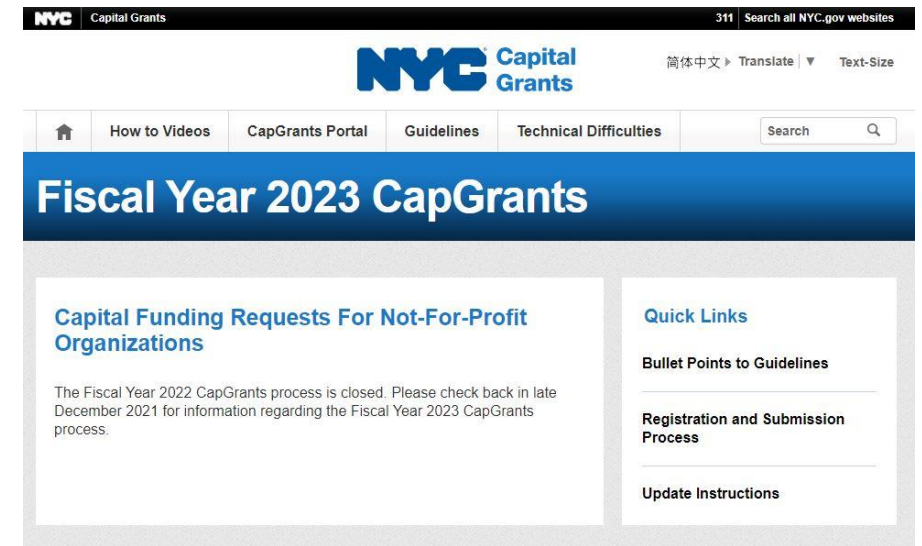 NYC Capital Grants 311 Search all NYC.gov websites
NYC Capital Grants
简体中文 Translate ▼ Text-Size
How to Videos CapGrants Portal Guidelines Technical Difficulties Search
Fiscal Year 2023 CapGrants
Capital Funding Requests For Not-For-Profit
Organizations
The Fiscal Year 2022 CapGrants process is closed. Please check back in late
December 2021 for information regarding the Fiscal Year 2023 CapGrants
process.
Quick Links
Bullet Points to Guidelines
Registration and Submission
Process
Update Instructions